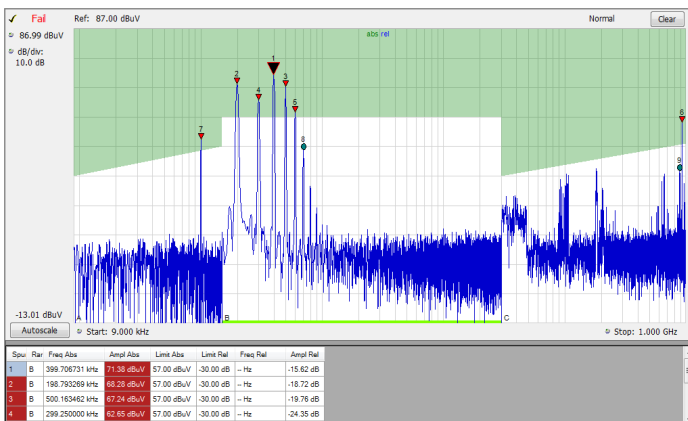 ✓ Fail Ref: 87.00 dBuV Normal Clear
86.99 dBuV
dB/div:
10.0 dB
abs rel
1
2
3
4
5
6
7
8
9
A B C
-13.01 dBuV
Autoscale Start: 9.000 kHz Stop: 1.000 GHz
Spu Rar Freq Abs Ampl Abs Limit Abs Limit Rel Freq Rel Ampl Rel
1 B 399.706731 kHz 71.38 dBuV 57.00 dBuV -30.00 dB -- Hz -15.62 dB
2 B 198.793269 kHz 68.28 dBuV 57.00 dBuV -30.00 dB -- Hz -18.72 dB
3 B 500.163462 kHz 67.24 dBuV 57.00 dBuV -30.00 dB -- Hz -19.76 dB
4 B 299.250000 kHz 62.65 dBuV 57.00 dBuV -30.00 dB -- Hz -24.35 dB